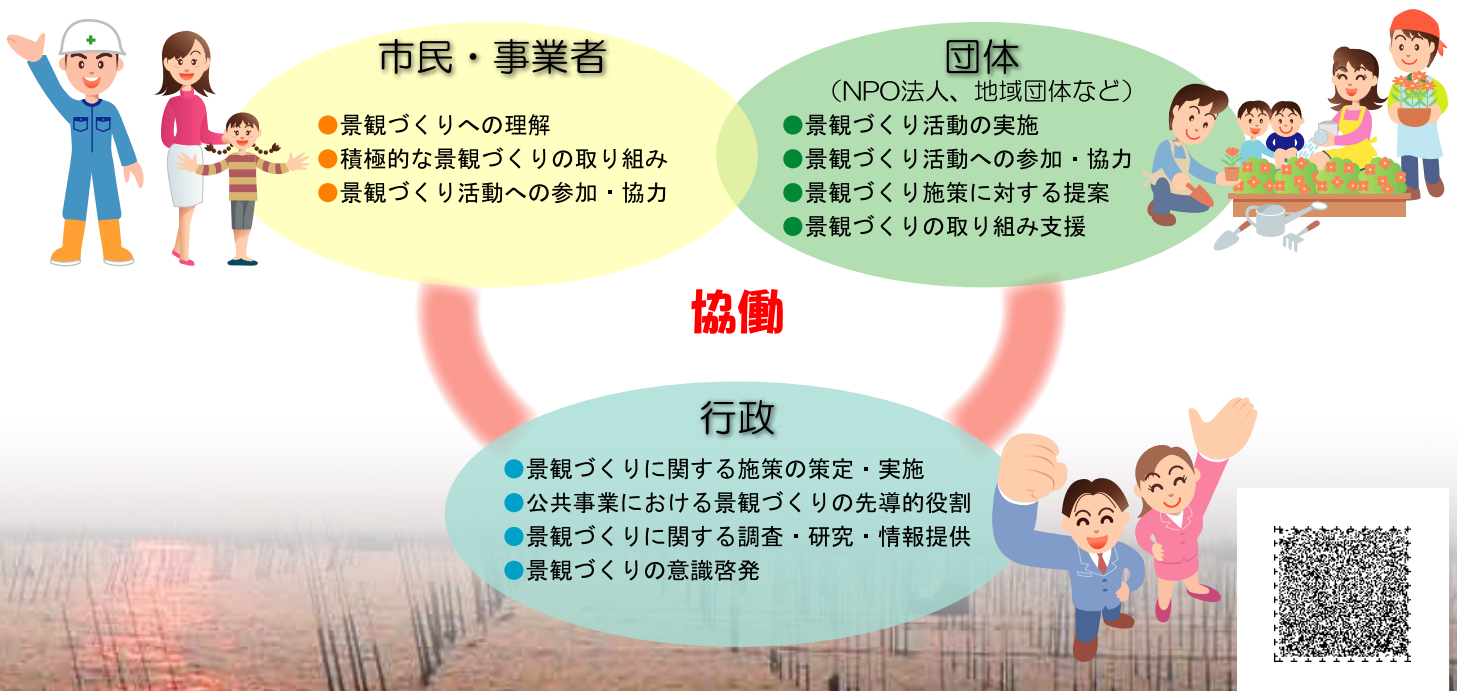 市民・事業者
●景観づくりへの理解
●積極的な景観づくりの取り組み
●景観づくり活動への参加・協力
団体
（NPO法人、地域団体など）
●景観づくり活動の実施
●景観づくり活動への参加・協力
●景観づくり施策に対する提案
●景観づくりの取り組み支援
協働
行政
●景観づくりに関する施策の策定・実施
●公共事業における景観づくりの先導的役割
●景観づくりに関する調査・研究・情報提供
●景観づくりの意識啓発